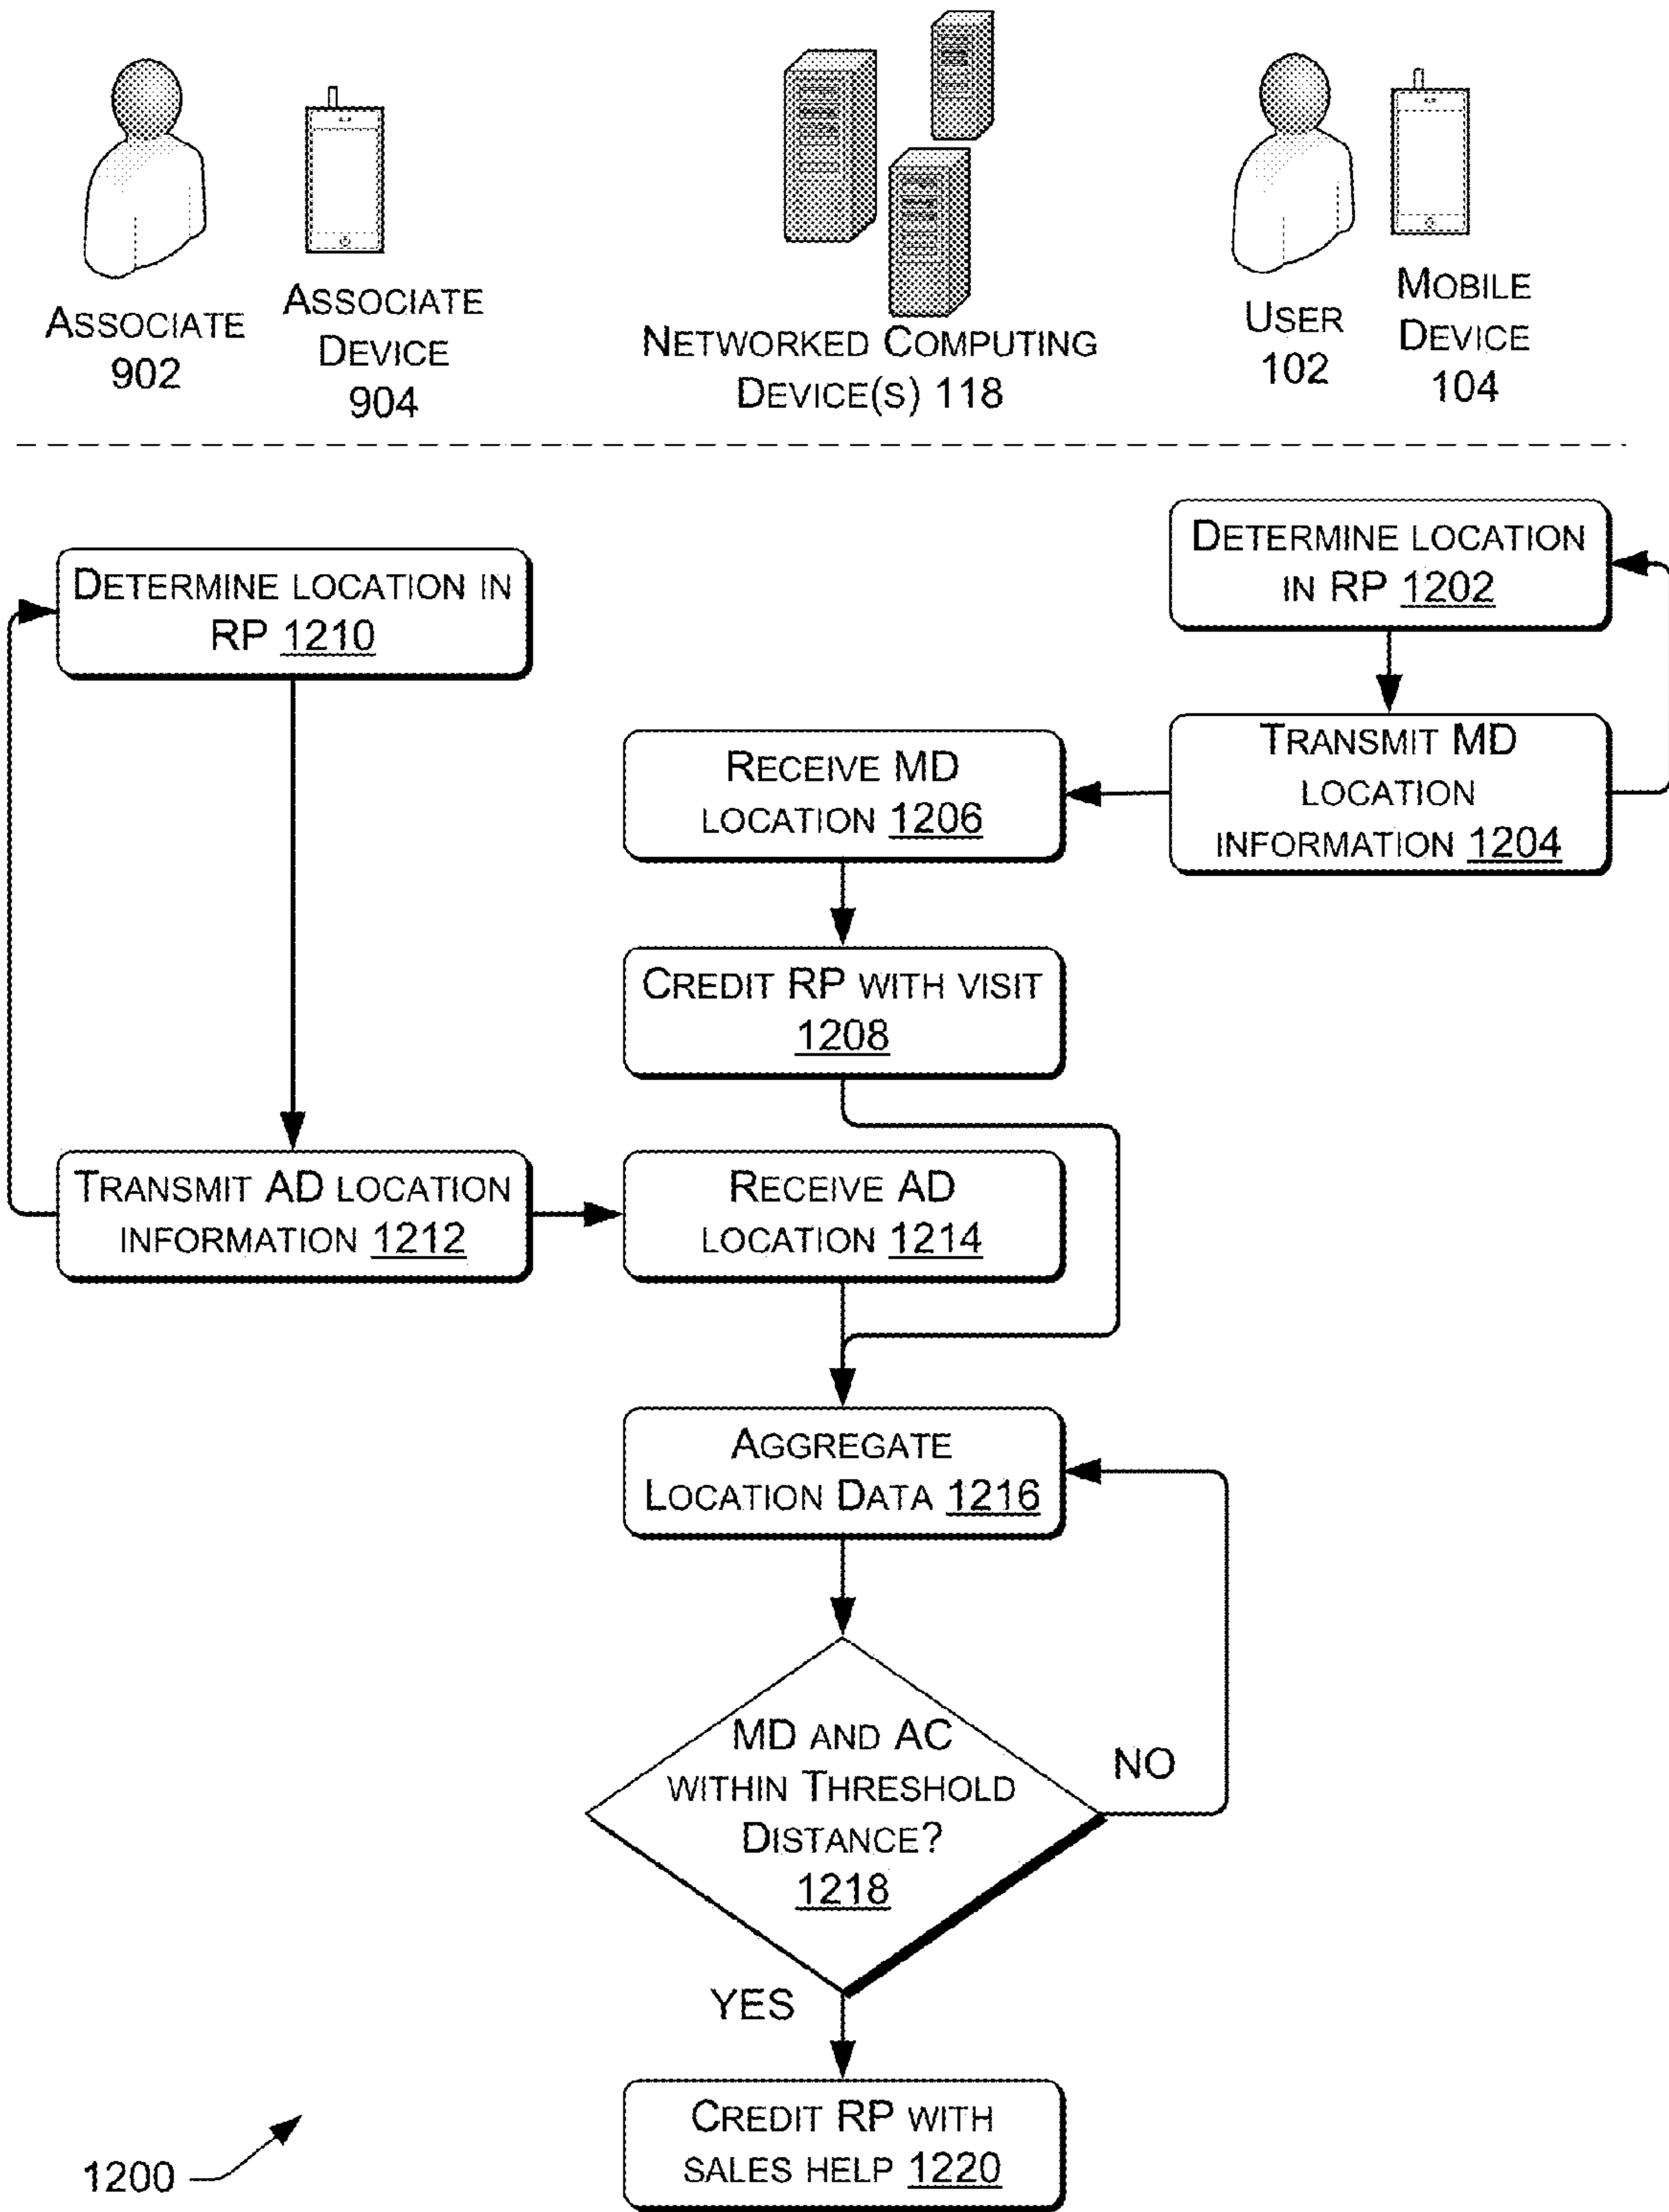 ASSOCIATE
902
ASSOCIATE
DEVICE
904
NETWORKED COMPUTING
DEVICE(S) 118
USER
102
MOBILE
DEVICE
104
DETERMINE LOCATION
IN RP 1202
DETERMINE LOCATION IN
RP 1210
TRANSMIT MD
LOCATION
INFORMATION 1204
RECEIVE MD
LOCATION 1206
CREDIT RP WITH VISIT
1208
TRANSMIT AD LOCATION
INFORMATION 1212
RECEIVE AD
LOCATION 1214
AGGREGATE
LOCATION DATA 1216
MD AND AC
WITHIN THRESHOLD
DISTANCE?
1218
NO
YES
CREDIT RP WITH
SALES HELP 1220
1200